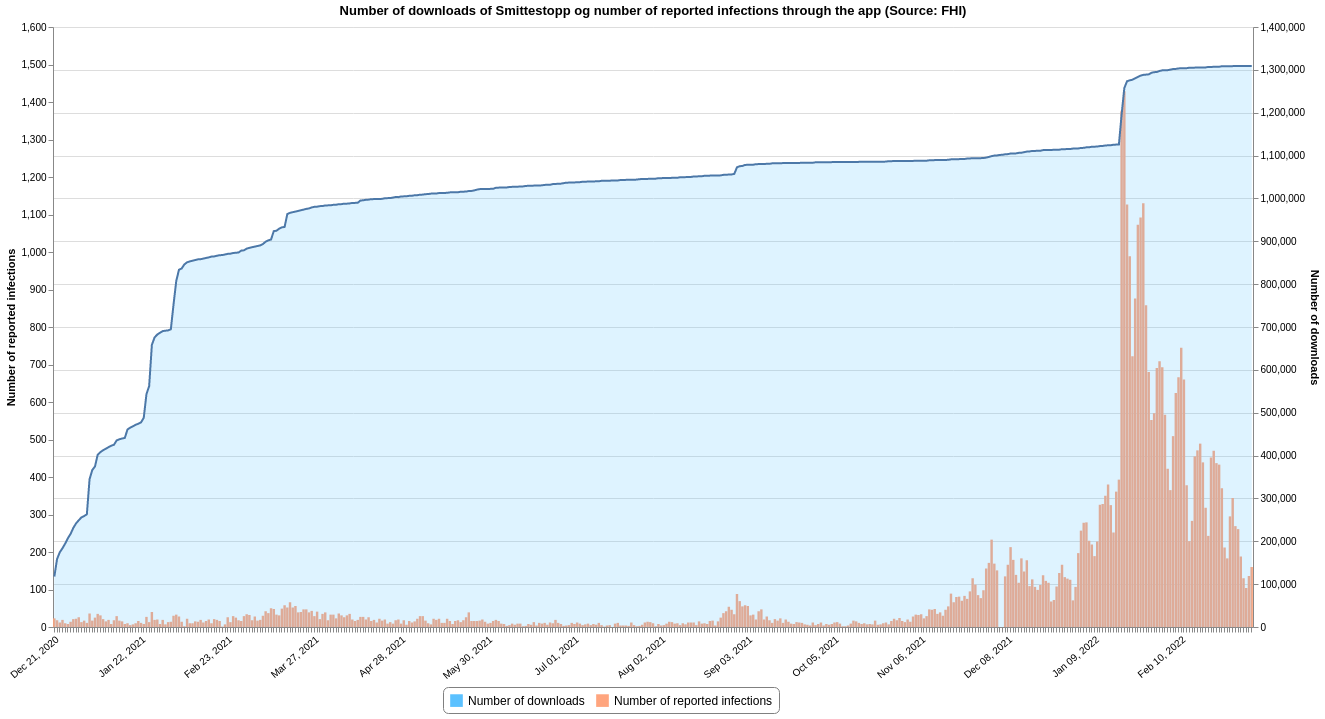 Number of downloads of Smittestopp og number of reported infections through the app (Source: FHI)
Number of reported infections
1,600
1,500
1,400
1,300
1,200
1,100
1,000
900
800
700
600
500
400
300
200
100
0
1,400,000
1,300,000
1,200,000
1,100,000
1,000,000
900,000
800,000
700,000
600,000
500,000
400,000
300,000
200,000
100,000
0
Number of downloads
Dec 21, 2020
Jan 22, 2021
Feb 23, 2021
Mar 27, 2021
Apr 28, 2021
May 30, 2021
Jul 01, 2021
Aug 02, 2021
Sep 03, 2021
Oct 05, 2021
Nov 06, 2021
Dec 08, 2021
Jan 09, 2022
Feb 10, 2022
Number of downloads
Number of reported infections